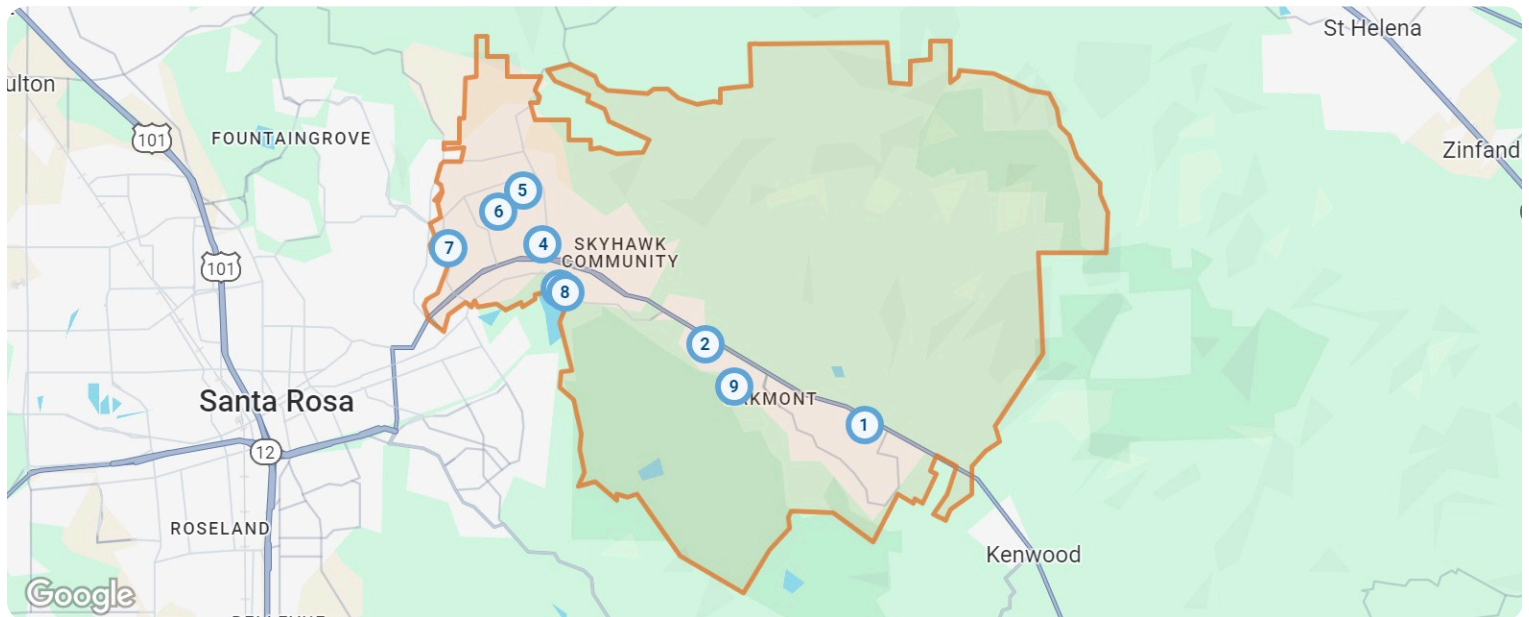 St Helena
ulton
101
FOUNTAINGROVE
Zinfand
5
6
7
4
SKYHAWK
COMMUNITY
101
8
2
9
KMONT
1
Santa Rosa
12
ROSELAND
Kenwood
Google